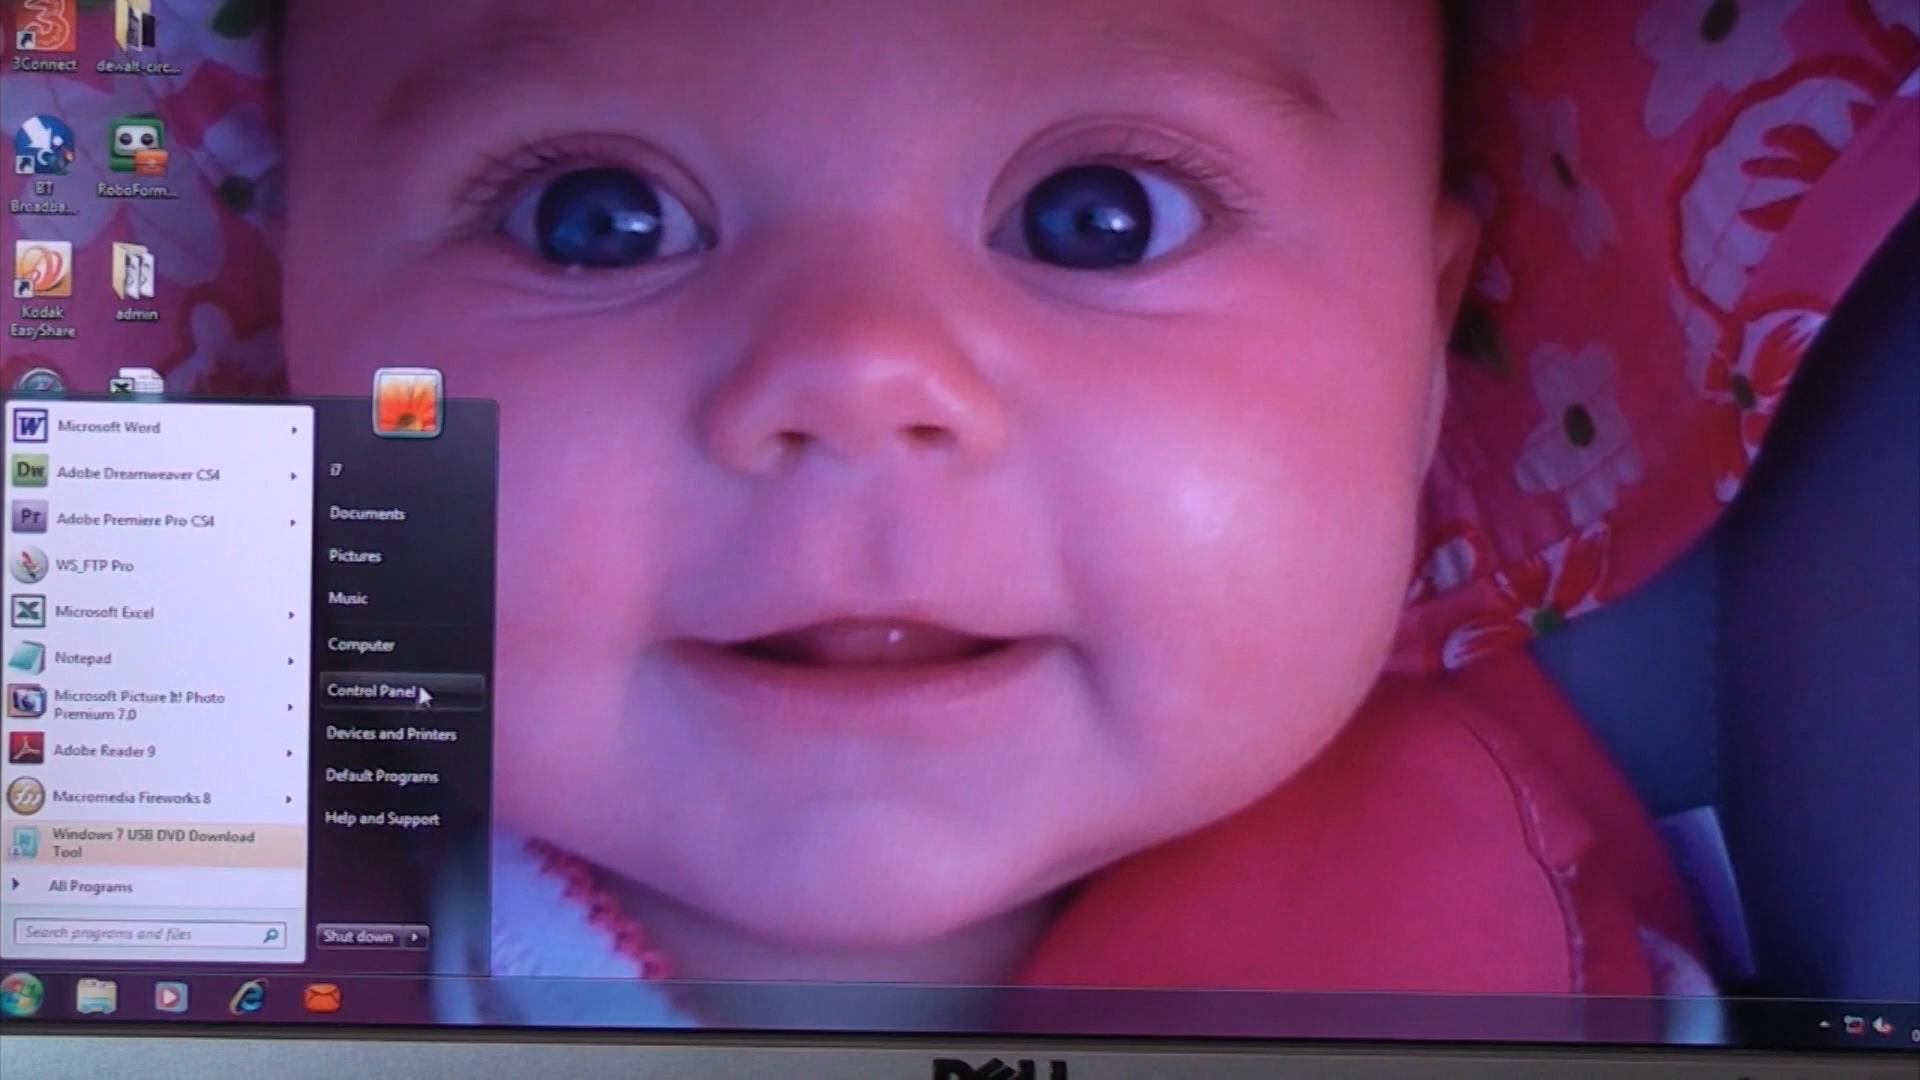 3Connect
dewalt-circ...
BT
Broadba...
RoboForm...
Kodak
EasyShare
admin
Microsoft Word
Adobe Dreamweaver CS4
Adobe Premiere Pro CS4
WS_FTP Pro
Microsoft Excel
Notepad
Microsoft Picture It! Photo
Premium 7.0
Adobe Reader 9
Macromedia Fireworks 8
Windows 7 USB DVD Download
Tool
All Programs
Search programs and files
i7
Documents
Pictures
Music
Computer
Control Panel
Devices and Printers
Default Programs
Help and Support
Shut down
DELL